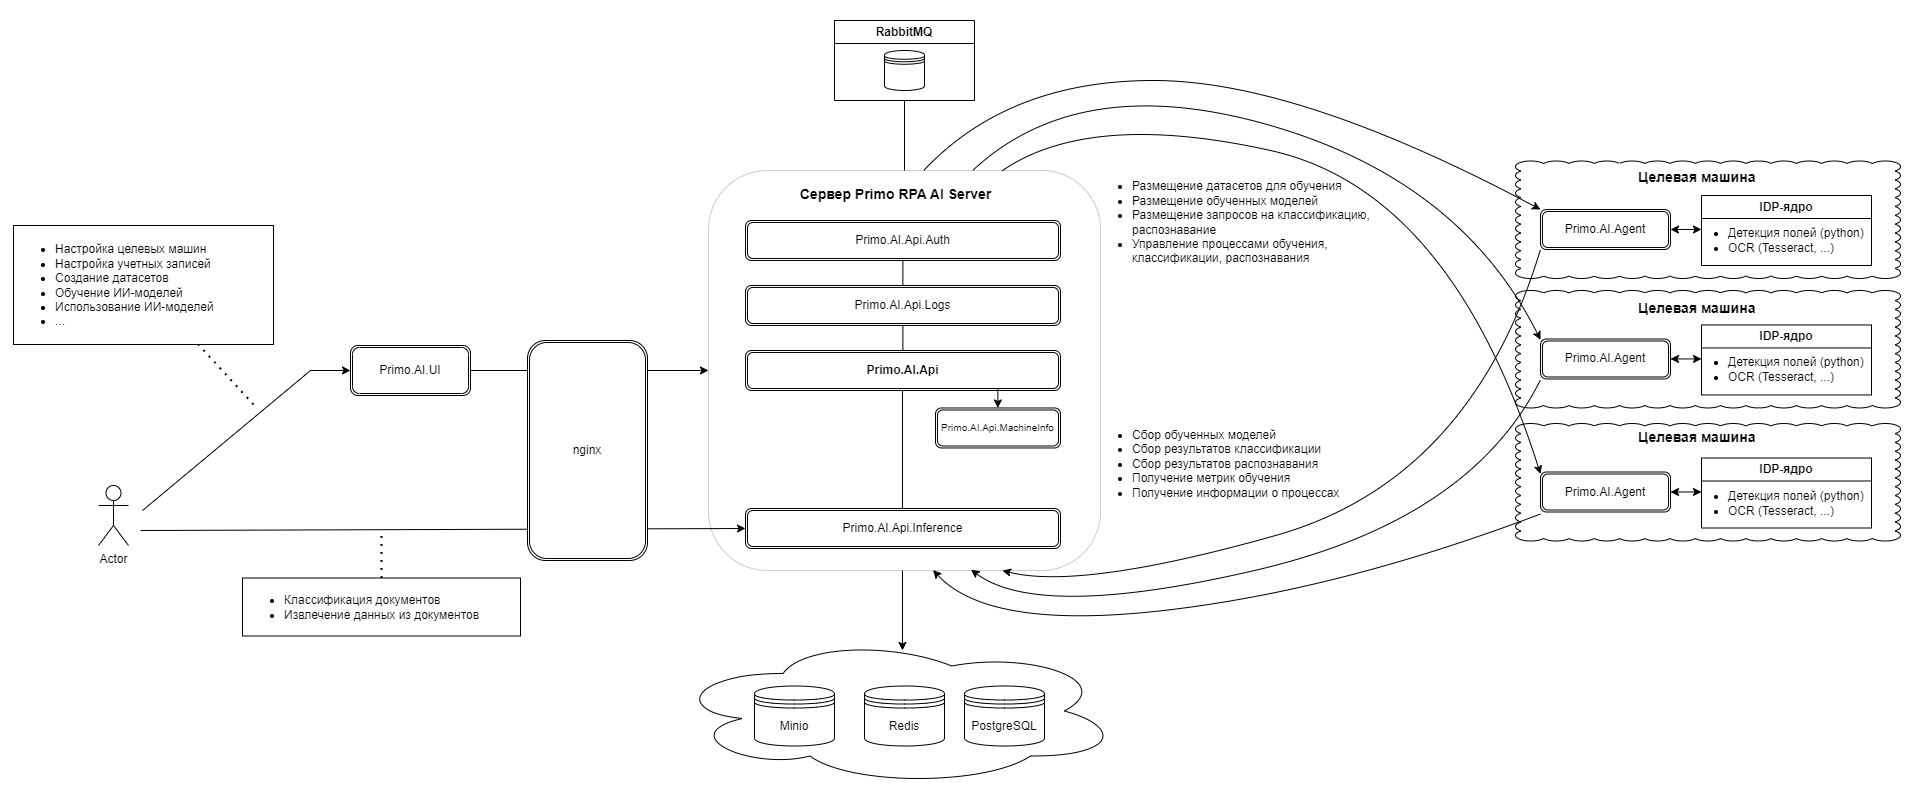 RabbitMQ
Сервер Primo RPA AI Server
Primo.AI.Api.Auth
Primo.AI.Api.Logs
Primo.AI.Api
Primo.AI.Api.MachineInfo
Primo.AI.Api.Inference
Настройка целевых машин
Настройка учетных записей
Создание датасетов
Обучение ИИ-моделей
Использование ИИ-моделей
...
Primo.AI.UI
nginx
Actor
Классификация документов
Извлечение данных из документов
Minio
Redis
PostgreSQL
Размещение датасетов для обучения
Размещение обученных моделей
Размещение запросов на классификацию,
распознавание
Управление процессами обучения,
классификации, распознавания
Сбор обученных моделей
Сбор результатов классификации
Сбор результатов распознавания
Получение метрик обучения
Получение информации о процессах
Целевая машина
Primo.AI.Agent
IDP-ядро
Детекция полей (python)
OCR (Tesseract, ...)
Целевая машина
Primo.AI.Agent
IDP-ядро
Детекция полей (python)
OCR (Tesseract, ...)
Целевая машина
Primo.AI.Agent
IDP-ядро
Детекция полей (python)
OCR (Tesseract, ...)